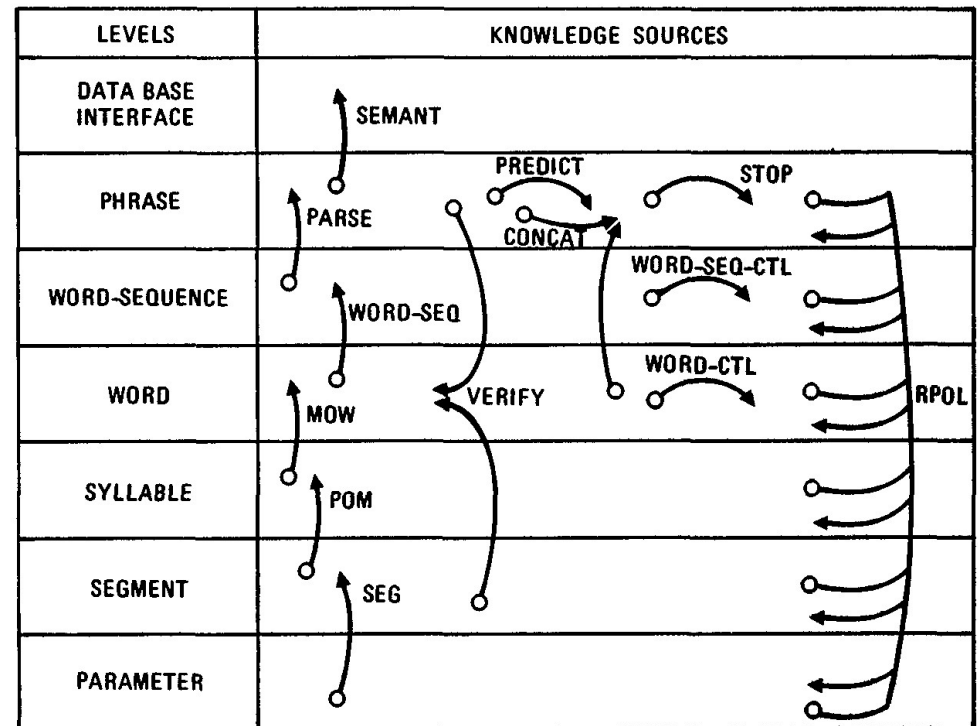 LEVELS
KNOWLEDGE SOURCES
DATA BASE
INTERFACE
SEMANT
PHRASE
PARSE
PREDICT
CONCAT
STOP
WORD-SEQUENCE
WORD-SEQ
WORD-SEQ-CTL
WORD
MOW
VERIFY
WORD-CTL
RPOL
SYLLABLE
POM
SEGMENT
SEG
PARAMETER